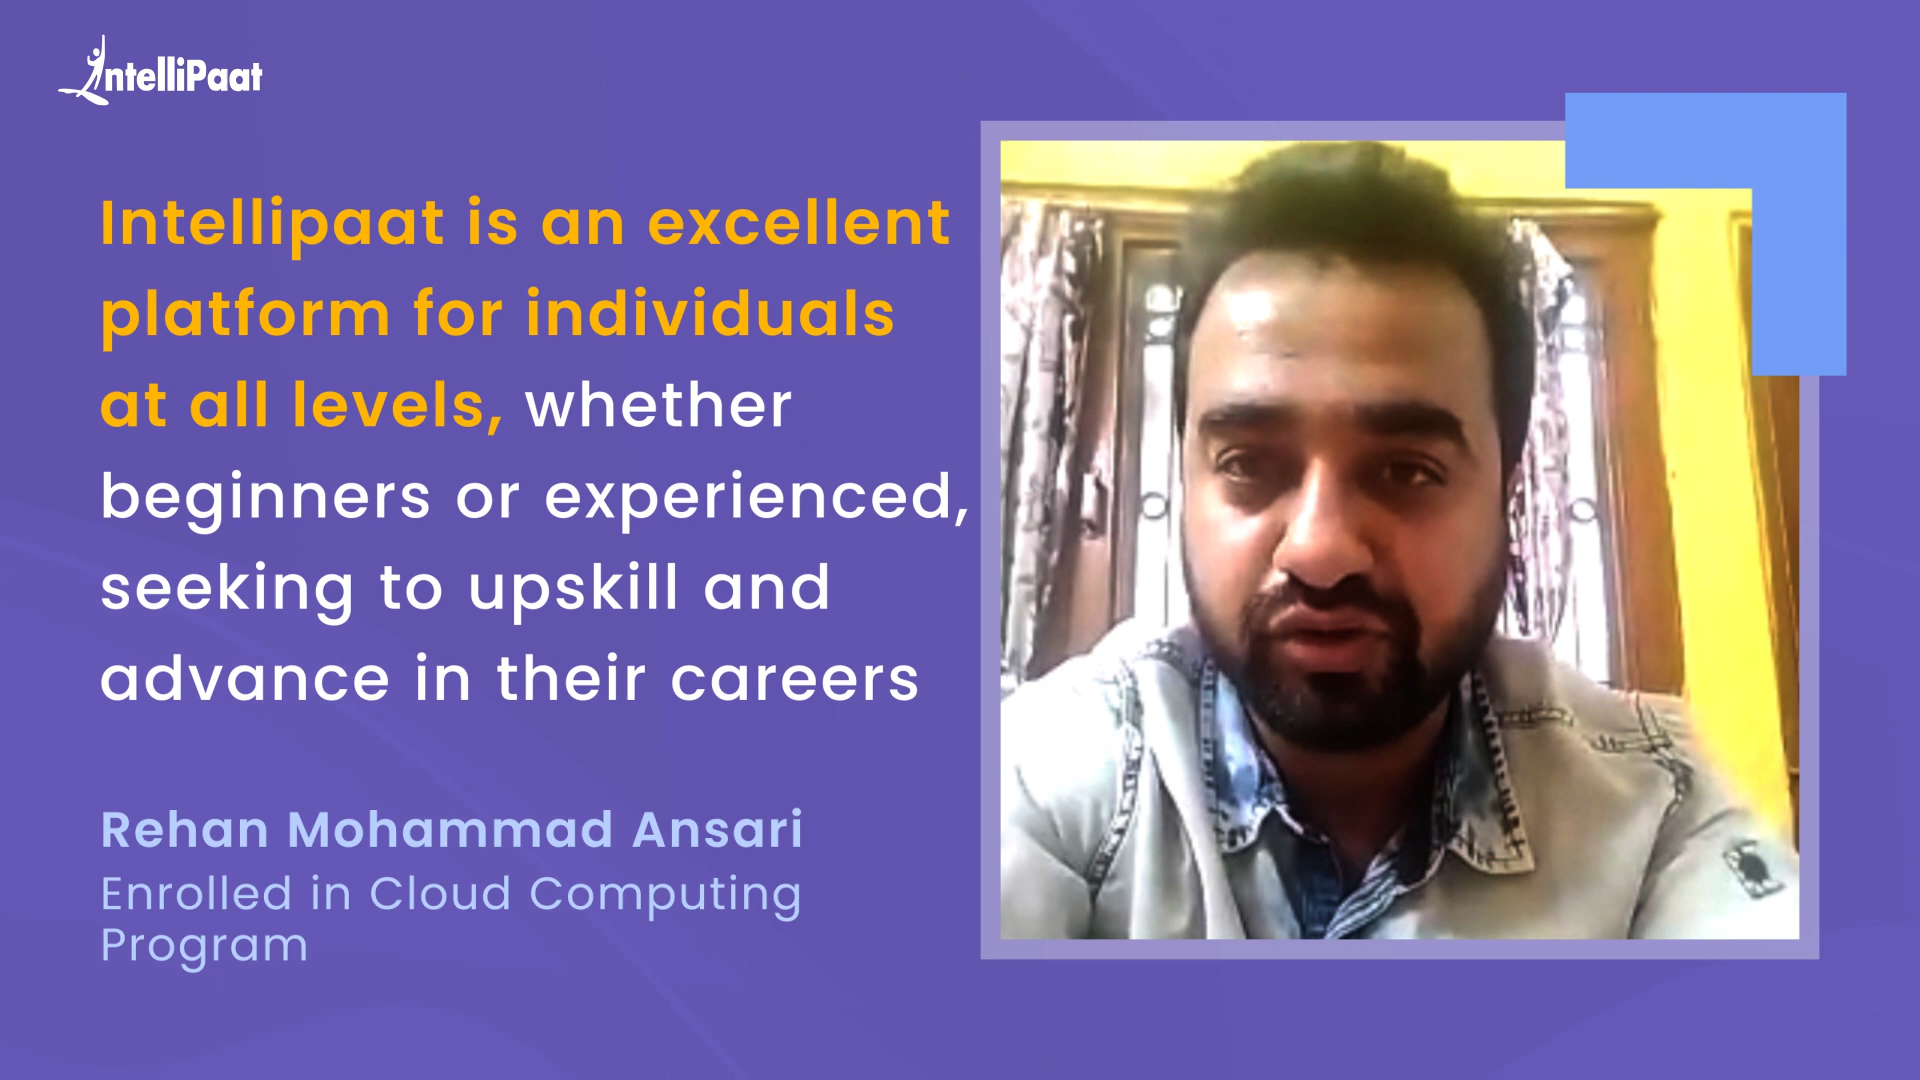 IntelliPaat
Intellipaat is an excellent
platform for individuals
at all levels, whether
beginners or experienced,
seeking to upskill and
advance in their careers
Rehan Mohammad Ansari
Enrolled in Cloud Computing
Program